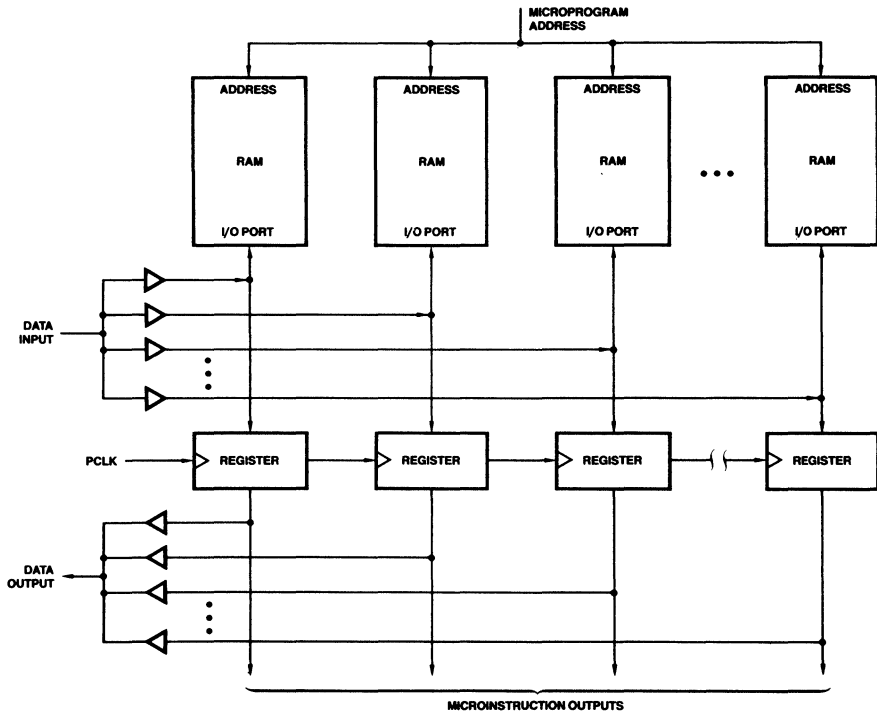 MICROPROGRAM
ADDRESS
ADDRESS
ADDRESS
ADDRESS
ADDRESS
RAM
RAM
RAM
RAM
I/O PORT
I/O PORT
I/O PORT
I/O PORT
DATA
INPUT
PCLK
REGISTER
REGISTER
REGISTER
REGISTER
DATA
OUTPUT
MICROINSTRUCTION OUTPUTS